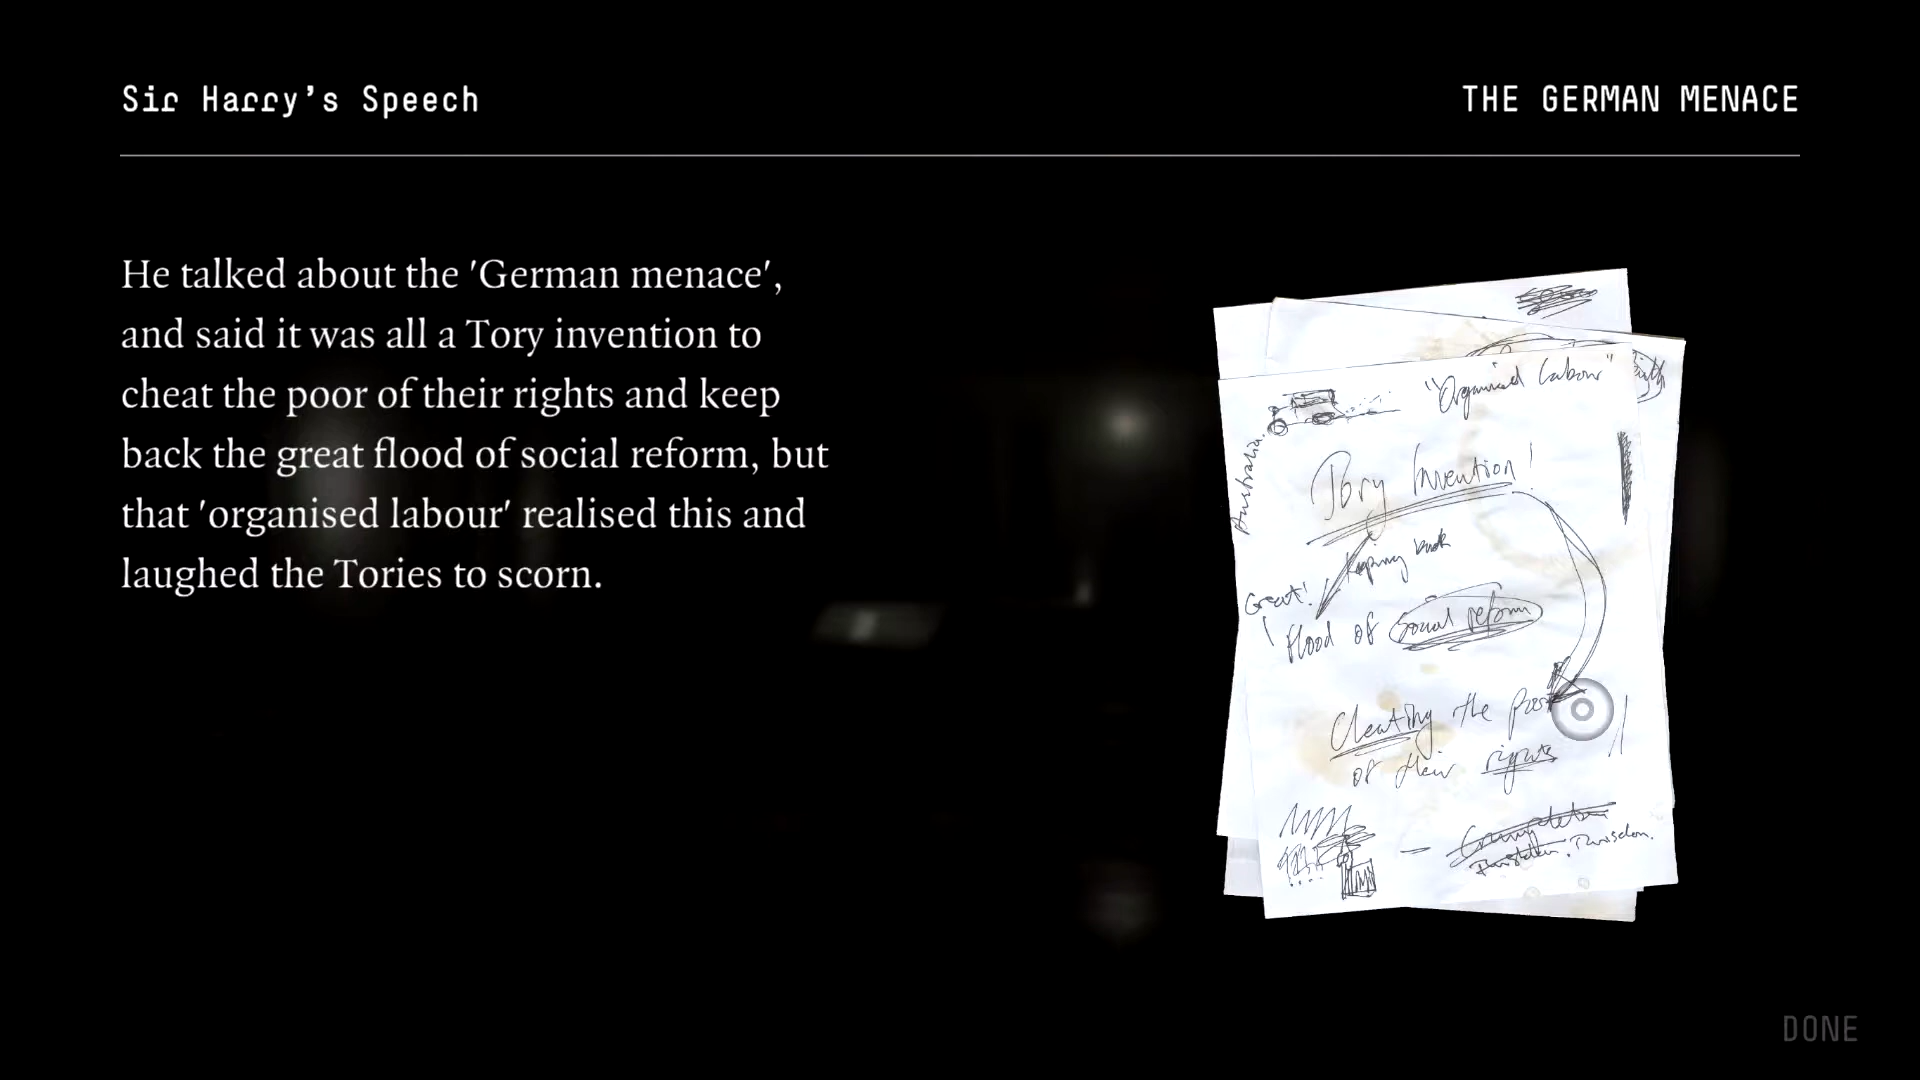 Sir Harry's Speech
THE GERMAN MENACE
He talked about the 'German menace',
and said it was all a Tory invention to
cheat the poor of their rights and keep
back the great flood of social reform, but
that 'organised labour' realised this and
laughed the Tories to scorn.
"Organised Labour"
Australia.
Tory Invention!
Keeping back
Great!
flood of social reform
Cheating the poor
of their rights
DONE